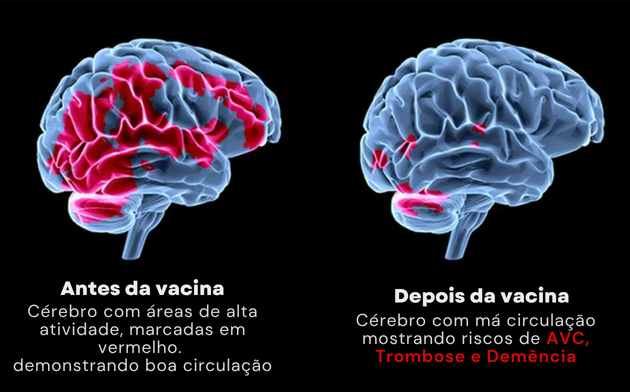 Antes da vacina
Cérebro com áreas de alta
atividade, marcadas em
vermelho.
demonstrando boa circulação
Depois da vacina
Cérebro com má circulação
mostrando riscos de AVC,
Trombose e Demência